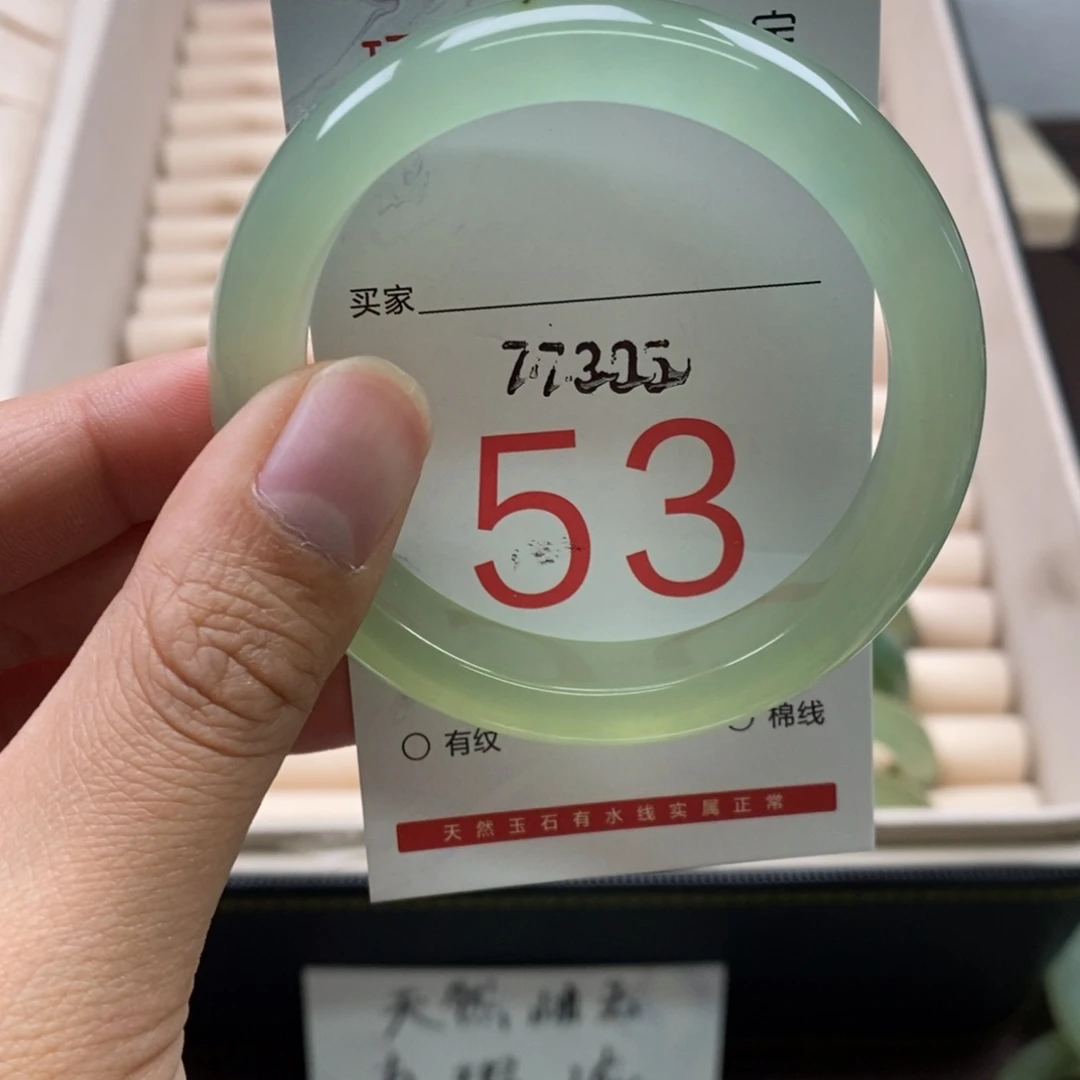 买家
77305
53
有纹
棉线
天然玉石有水线实属正常
天然